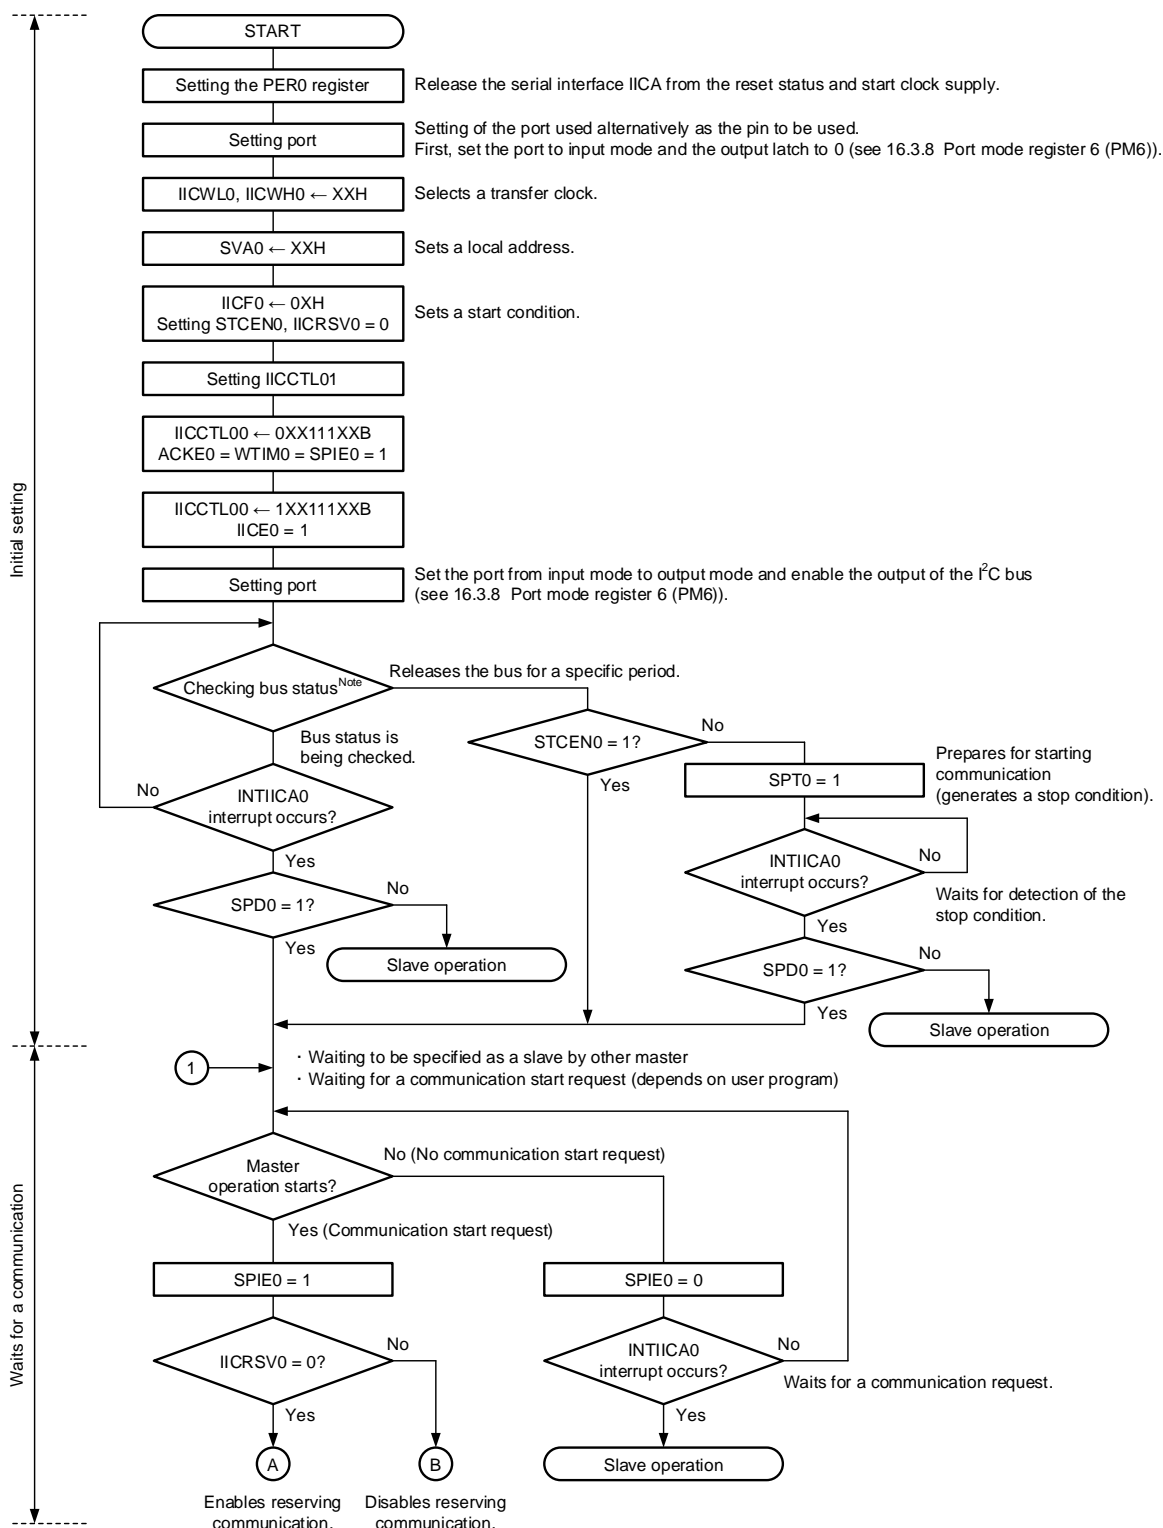 START
Setting the PER0 register
Release the serial interface IICA from the reset status and start clock supply.
Setting port
Setting of the port used alternatively as the pin to be used.
First, set the port to input mode and the output latch to 0 (see 16.3.8 Port mode register 6 (PM6)).
IICWL0, IICWH0 ← XXH
Selects a transfer clock.
SVA0 ← XXH
Sets a local address.
IICF0 ← 0XH
Setting STCEN0, IICRSV0 = 0
Sets a start condition.
Setting IICCTL01
IICCTL00 ← 0XX111XXB
ACKE0 = WTIM0 = SPIE0 = 1
IICCTL00 ← 1XX111XXB
IICE0 = 1
Initial setting
Setting port
Set the port from input mode to output mode and enable the output of the I²C bus
(see 16.3.8 Port mode register 6 (PM6)).
Checking bus status Note
Releases the bus for a specific period.
Bus status is
being checked.
STCEN0 = 1?
No
Yes
SPT0 = 1
Prepares for starting
communication
(generates a stop condition).
No
INTIICA0
interrupt occurs?
Yes
INTIICA0
interrupt occurs?
No
Waits for detection of the
stop condition.
Yes
SPD0 = 1?
No
Yes
Slave operation
SPD0 = 1?
No
Yes
Slave operation
1
· Waiting to be specified as a slave by other master
· Waiting for a communication start request (depends on user program)
Waits for a communication
Master
operation starts?
No (No communication start request)
Yes (Communication start request)
SPIE0 = 1
SPIE0 = 0
IICRSV0 = 0?
No
Yes
INTIICA0
interrupt occurs?
No
Waits for a communication request.
Yes
A
B
Slave operation
Enables reserving
communication.
Disables reserving
communication.